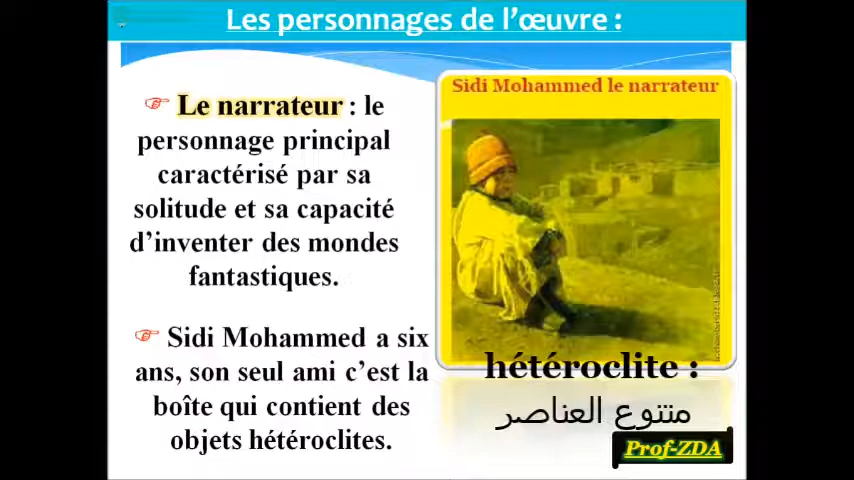 Les personnages de l'œuvre :
☞ Le narrateur : le
personnage principal
caractérisé par sa
solitude et sa capacité
d'inventer des mondes
fantastiques.
☞ Sidi Mohammed a six
ans, son seul ami c'est la
boîte qui contient des
objets hétéroclites.
Sidi Mohammed le narrateur
hétéroclite :
متنوع العناصر
Prof-ZDA